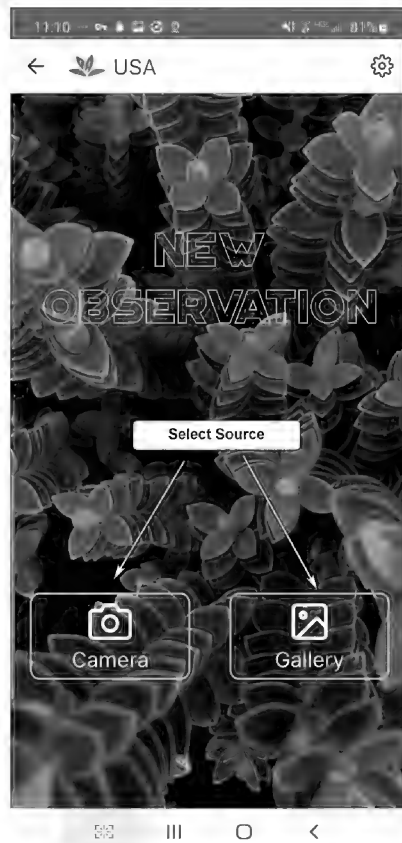 11:10
USA
NEW
OBSERVATION
Select Source
Camera
Gallery